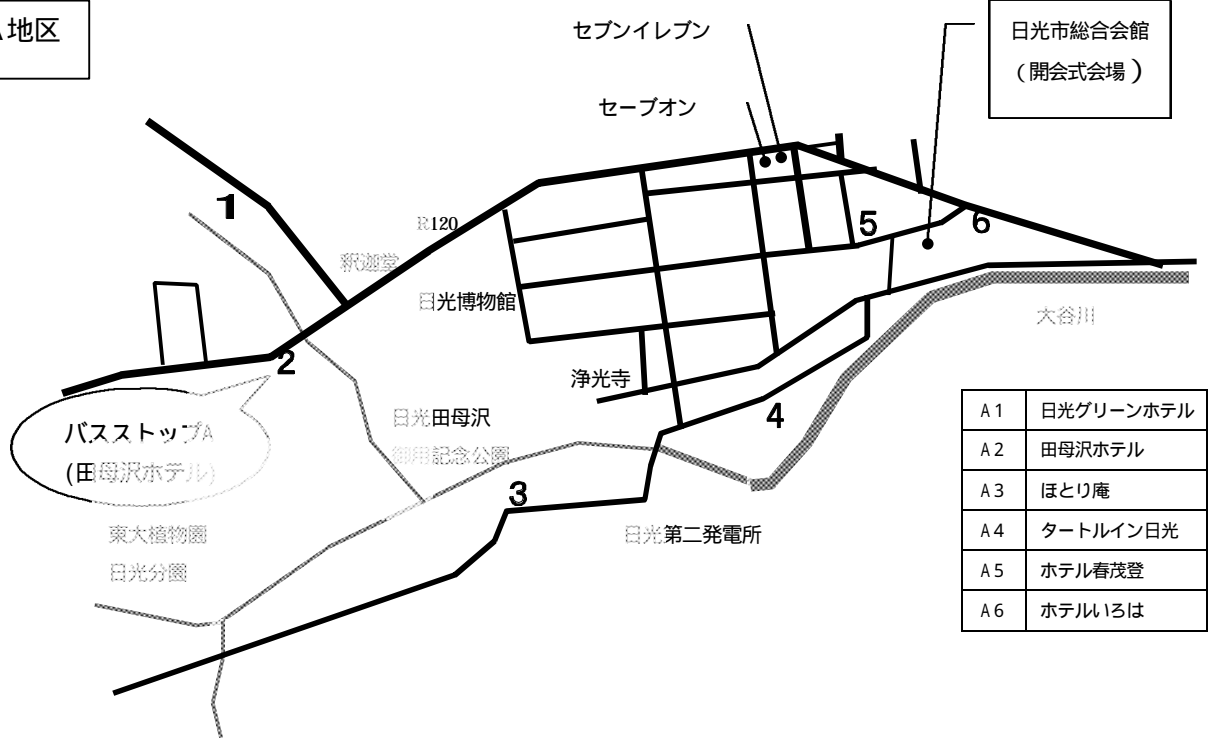 地区
セブンイレブン
セーブオン
日光市総合会館
(開会式会場)
1
R120
釈迦堂
日光博物館
5
6
大谷川
2
浄光寺
バスストップA
(田母沢ホテル)
日光田母沢
御用記念公園
4
3
東大植物園
日光分園
日光第二発電所
A1 日光グリーンホテル
A2 田母沢ホテル
A3 ほとり庵
A4 タートルイン日光
A5 ホテル春茂登
A6 ホテルいろは